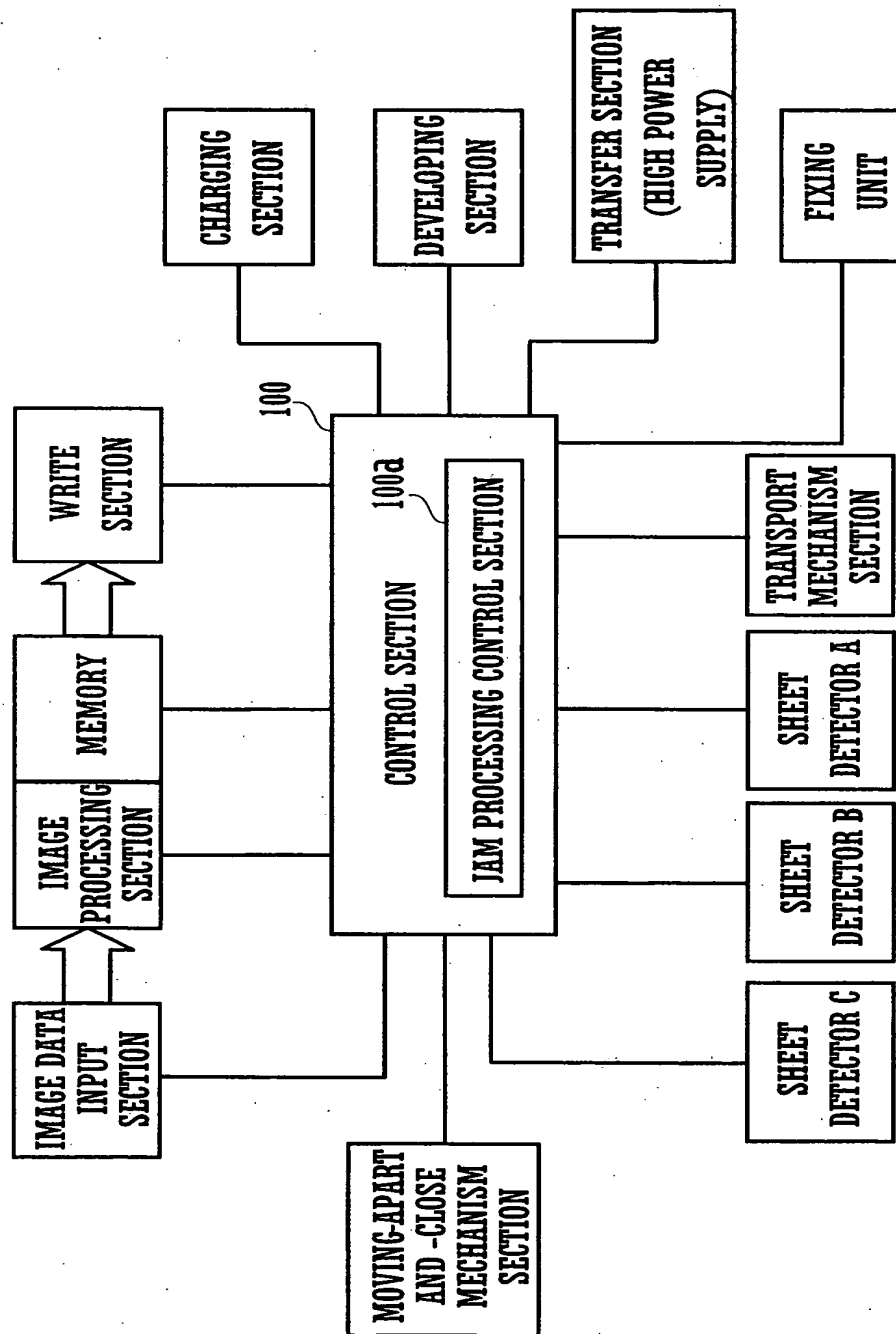 IMAGE DATA
INPUT
SECTION
IMAGE
PROCESSING
SECTION
MEMORY
WRITE
SECTION
CHARGING
SECTION
DEVELOPING
SECTION
TRANSFER SECTION
(HIGH POWER
SUPPLY)
FIXING
UNIT
100
CONTROL SECTION
100a
JAM PROCESSING CONTROL SECTION
MOVING-APART
AND -CLOSE
MECHANISM
SECTION
SHEET
DETECTOR C
SHEET
DETECTOR B
SHEET
DETECTOR A
TRANSPORT
MECHANISM
SECTION